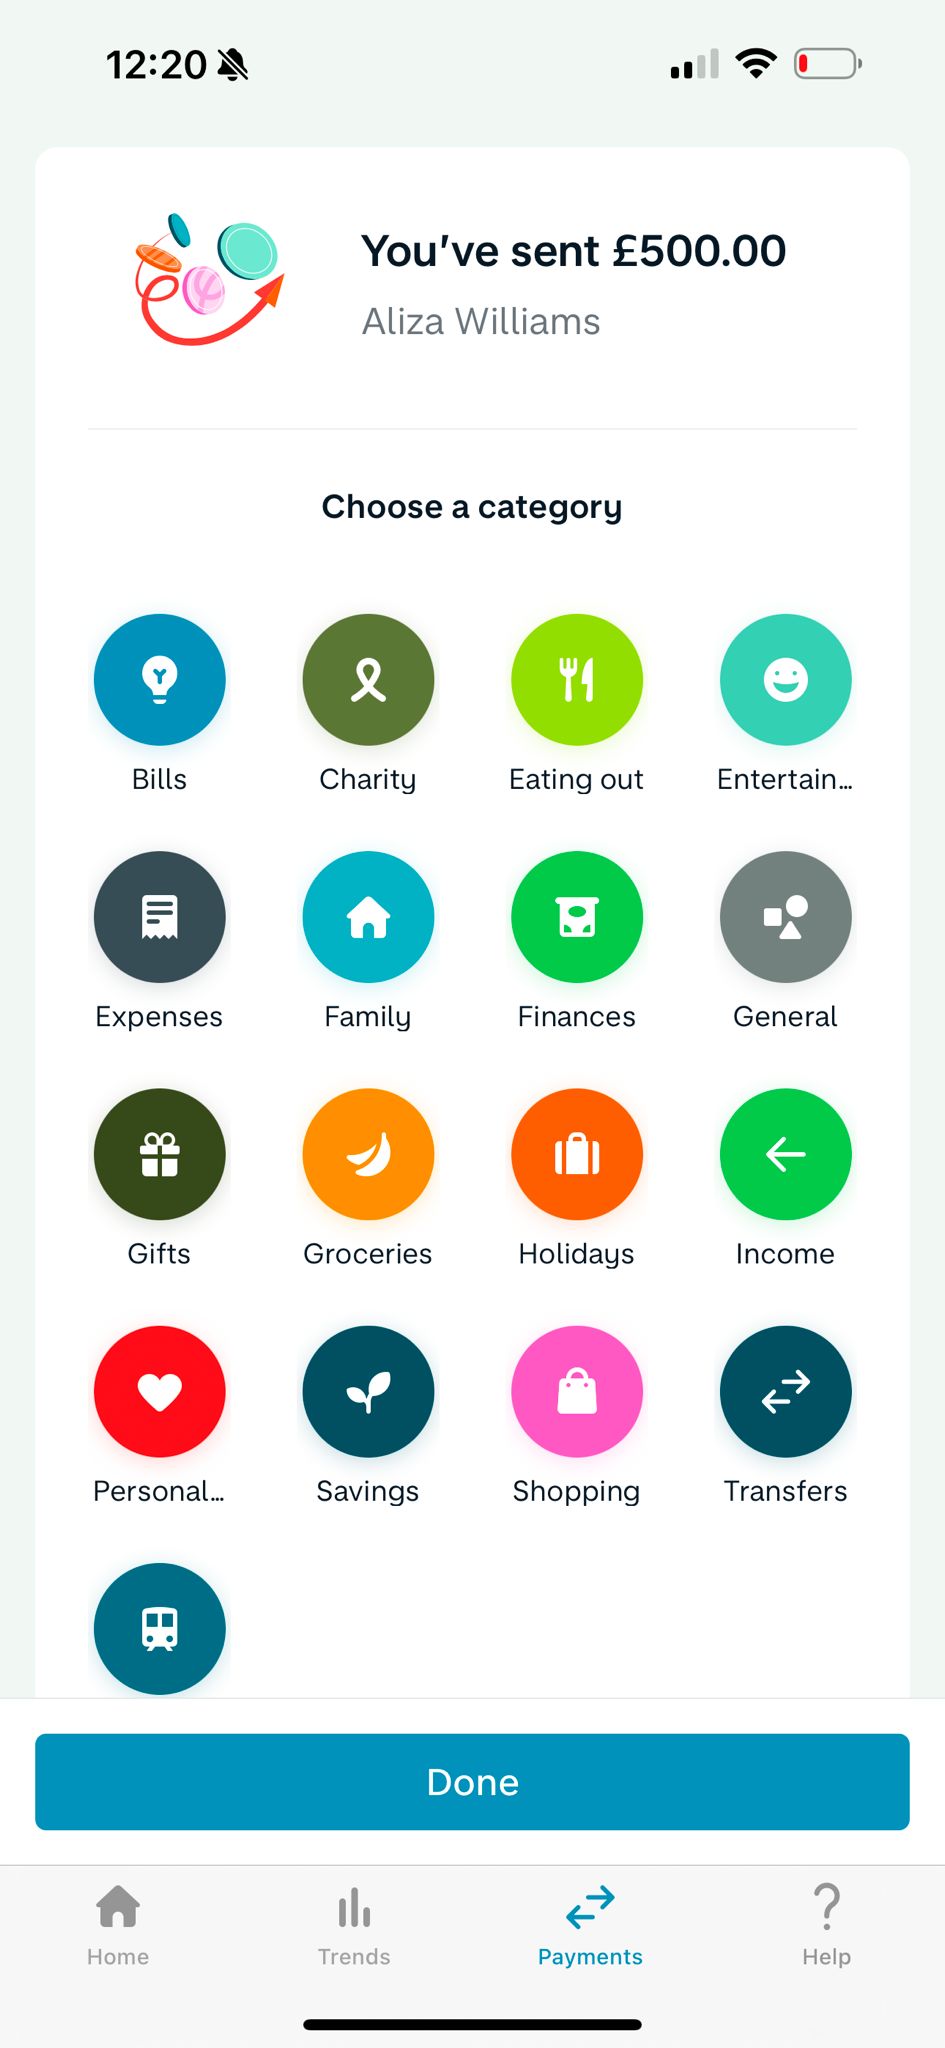 12:20
You've sent £500.00
Aliza Williams
Choose a category
Bills
Charity
Eating out
Entertain...
Expenses
Family
Finances
General
Gifts
Groceries
Holidays
Income
Personal...
Savings
Shopping
Transfers
Done
Home
Trends
Payments
Help